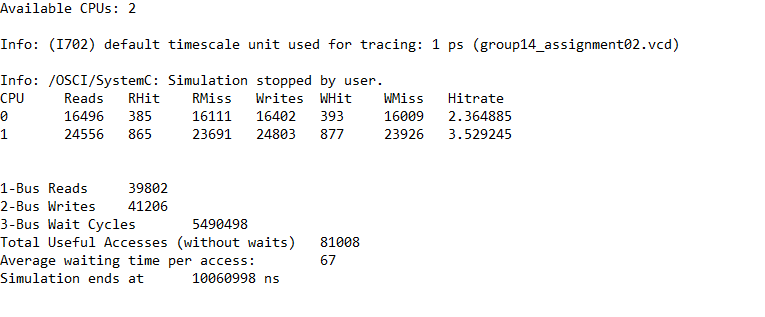 Available CPUs: 2
Info: (I702) default timescale unit used for tracing: 1 ps (group14_assignment02.vcd)
Info: /OSCI/SystemC: Simulation stopped by user.
CPU Reads RHit RMiss Writes WHit WMiss Hitrate
0 16496 385 16111 16402 393 16009 2.364885
1 24556 865 23691 24803 877 23926 3.529245
1-Bus Reads 39802
2-Bus Writes 41206
3-Bus Wait Cycles 5490498
Total Useful Accesses (without waits) 81008
Average waiting time per access: 67
Simulation ends at 10060998 ns